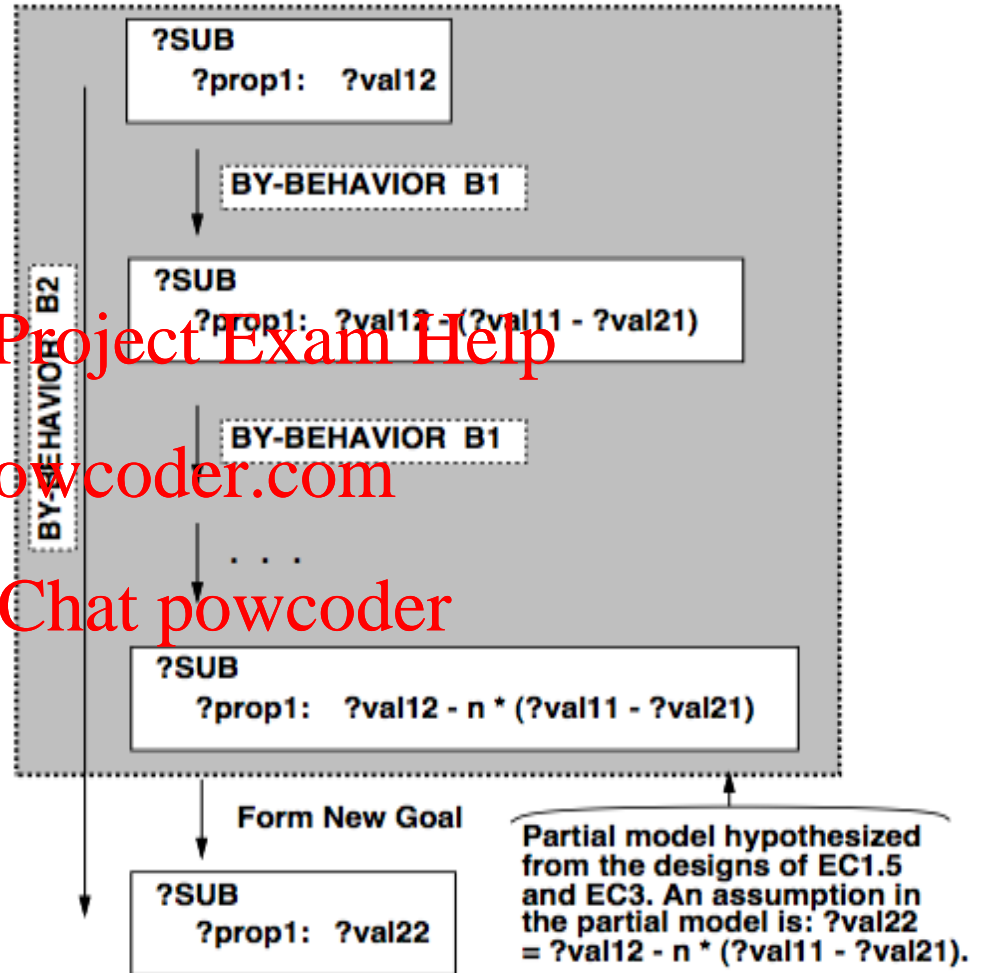 ?SUB
?prop1: ?val12
BY-BEHAVIOR B1
BY-BEHAVIOR: B2
?SUB
?prop1: ?val12 - (?val11 - ?val21)
Project Exam Help
BY-BEHAVIOR B1
owcoder.com
. . .
Chat powcoder
?SUB
?prop1: ?val12 - n * (?val11 - ?val21)
Form New Goal
Partial model hypothesized
from the designs of EC1.5
and EC3. An assumption in
the partial model is: ?val22
= ?val12 - n * (?val11 - ?val21).
?SUB
?prop1: ?val22